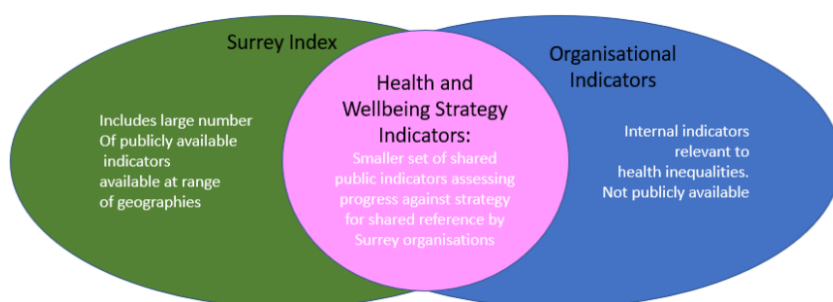 Surrey Index
Includes large number
Of publicly available
indicators
available at range
of geographies
Health and
Wellbeing Strategy
Indicators:
Smaller set of shared
public indicators assessing
progress against strategy
for shared reference by
Surrey organisations
Organisational
Indicators
Internal indicators
relevant to
health inequalities.
Not publicly available